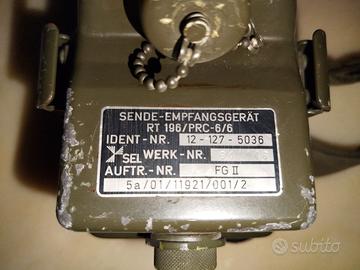 SENDE-EMPFANGSGERÄT
RT 196/PRC-6/6
IDENT-NR. 12-127-5036
SEL WERK-NR.
AUFTR.-NR. FG II
5a/01/11921/001/2
subito